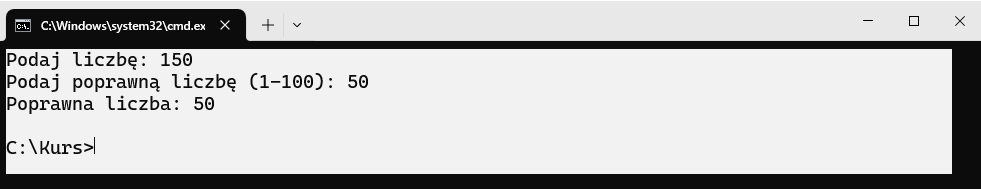 C:\Windows\system32\cmd.ex
Podaj liczbę: 150
Podaj poprawną liczbę (1-100): 50
Poprawna liczba: 50
C:\Kurs>